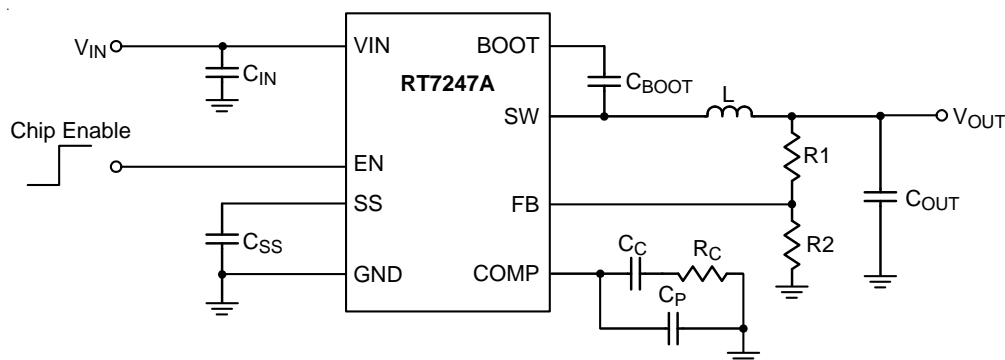 VIN
VIN
BOOT
CIN
RT7247A
CBOOT
L
SW
VOUT
Chip Enable
R1
EN
SS
FB
COUT
CSS
R2
CC
RC
GND
COMP
CP